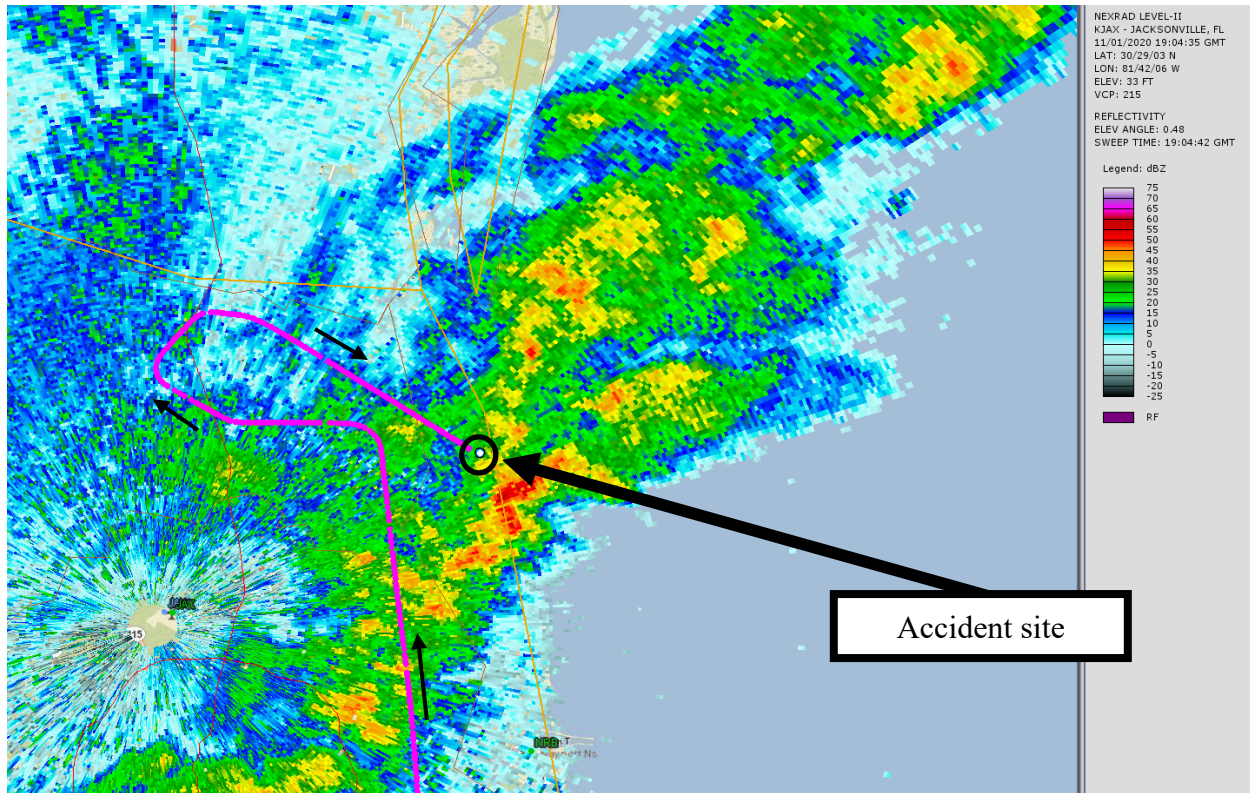 NEXRAD LEVEL-II
KJAX - JACKSONVILLE, FL
11/01/2020 19:04:35 GMT
LAT: 30/29/03 N
LON: 81/42/06 W
ELEV: 33 FT
VCP: 215
REFLECTIVITY
ELEV ANGLE: 0.48
SWEEP TIME: 19:04:42 GMT
Legend: dBZ
75
70
65
60
55
50
45
40
35
30
25
20
15
10
5
0
-5
-10
-15
-20
-25
RF
Accident site
NRB